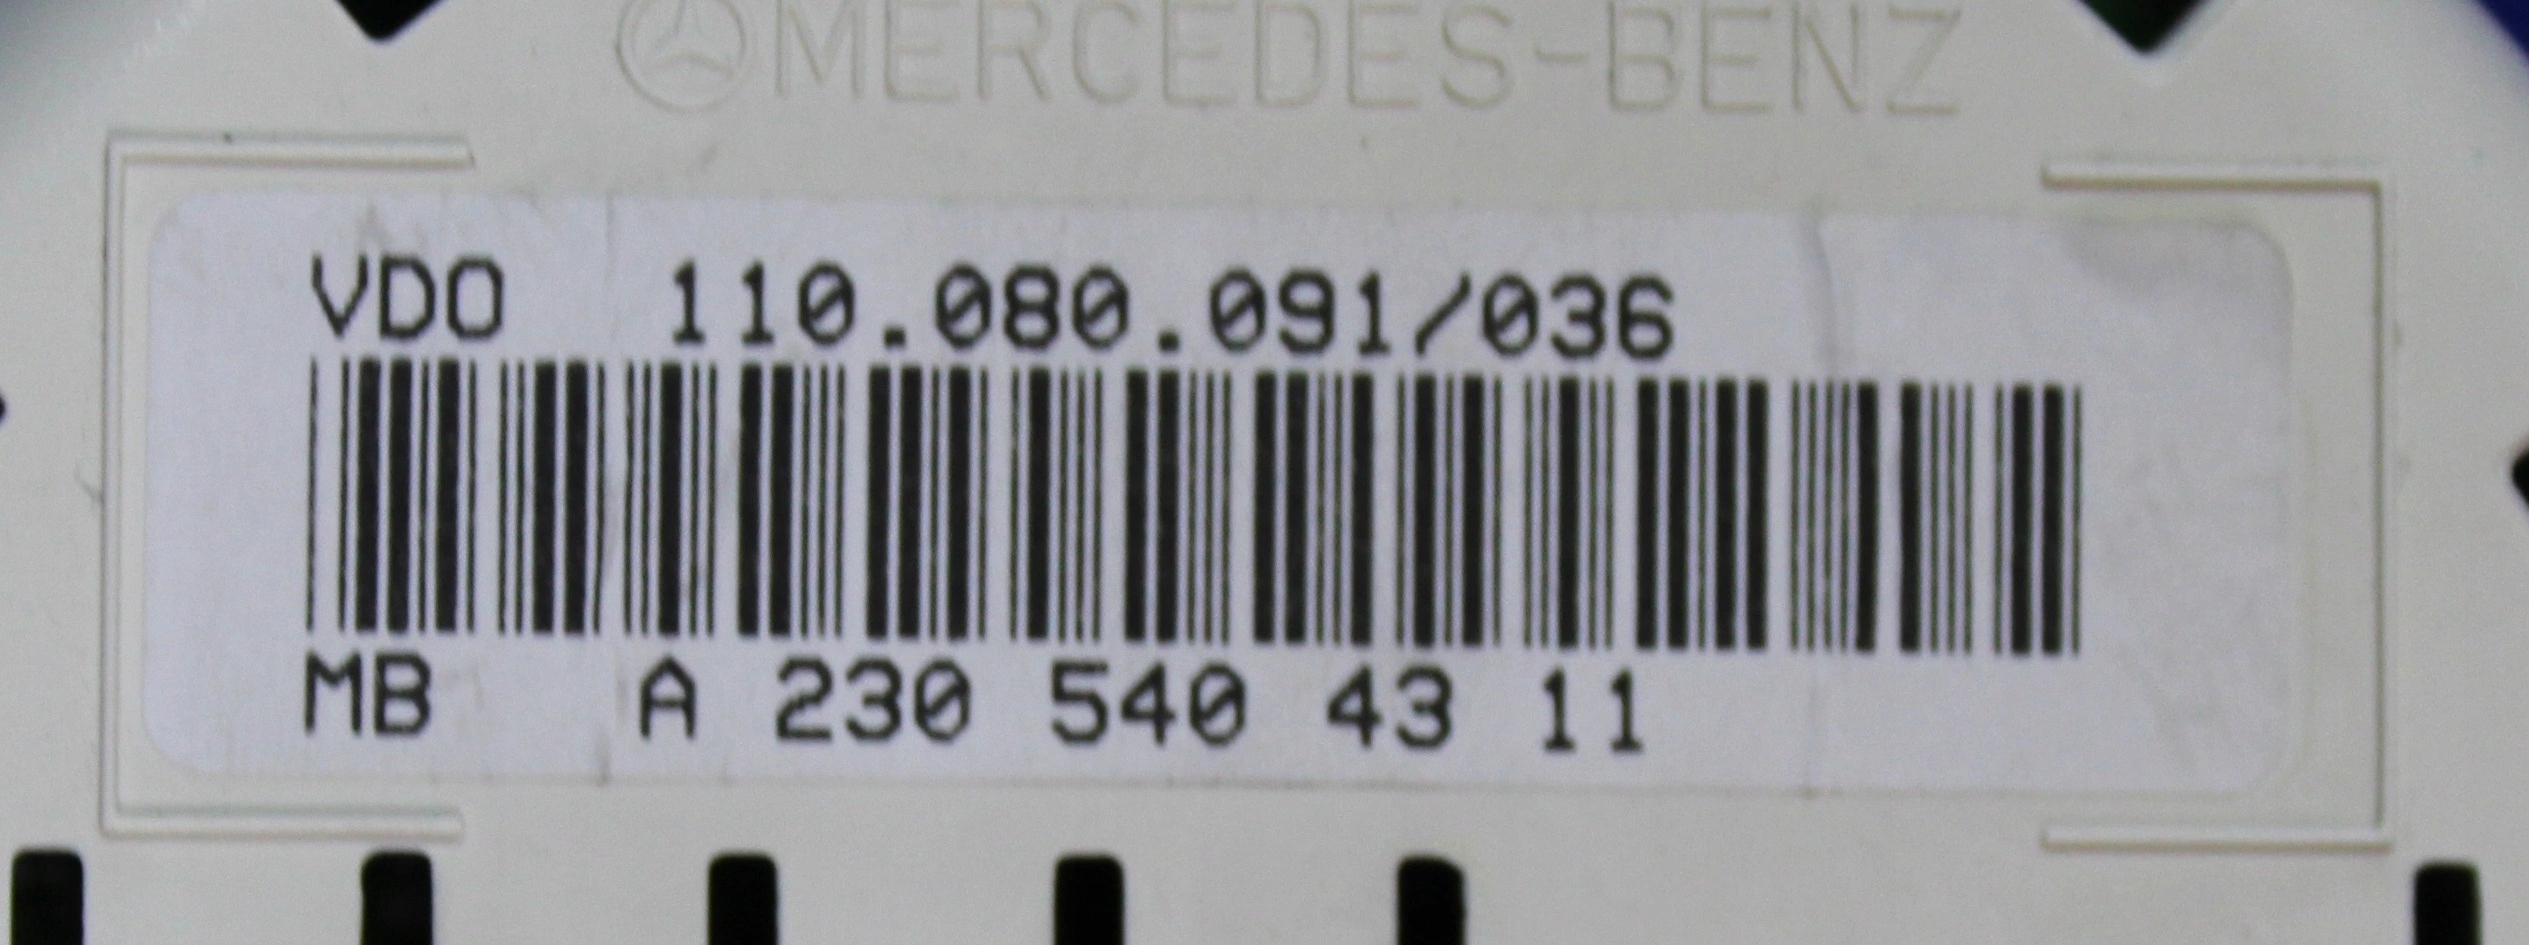 MERCEDES-BENZ
VDO 110.080.091/036
MB A 230 540 43 11